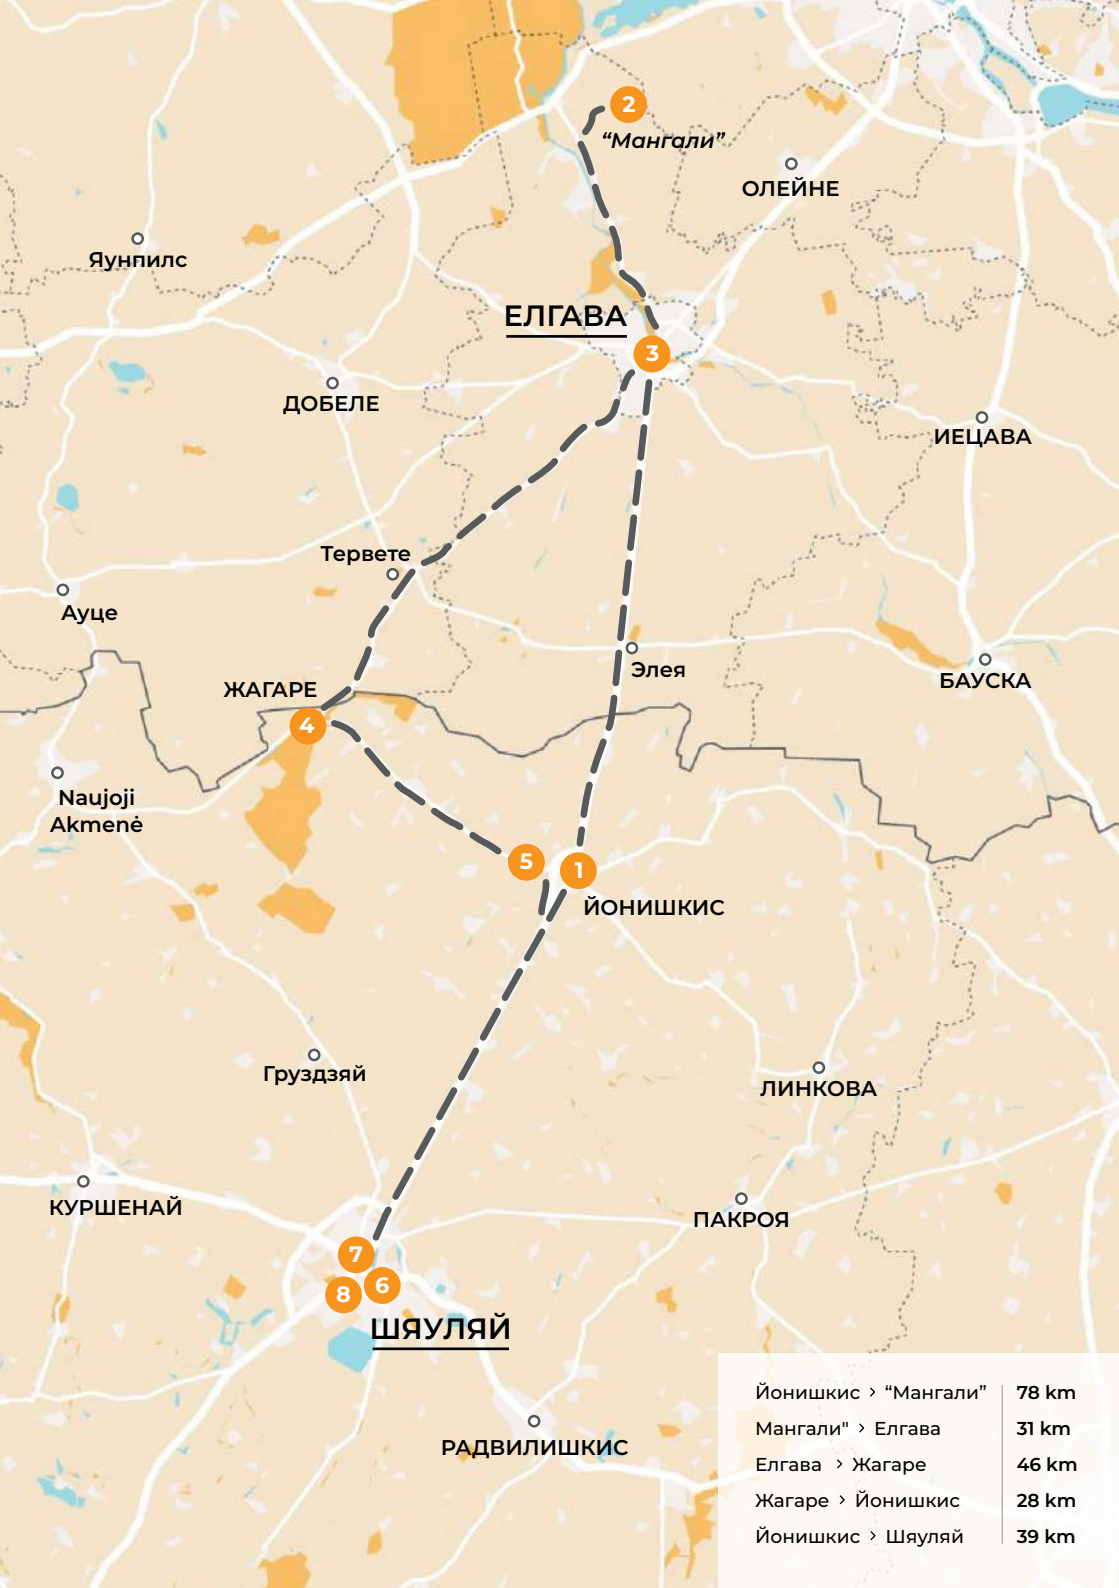 2
“Мангали”
ОЛЕЙНЕ
Яунпилс
ЕЛГАВА
3
ДОБЕЛЕ
ИЕЦАВА
Тервете
Ауце
Элея
БАУСКА
ЖАГАРЕ
4
Naujoji
Akmenė
5
1
ЙОНИШКИС
Груздзяй
ЛИНКОВА
КУРШЕНАЙ
ПАКРОЯ
7
6
8
ШЯУЛЯЙ
РАДВИЛИШКИС
Йонишкис › “Мангали” 78 km
Мангали" › Елгава 31 km
Елгава › Жагаре 46 km
Жагаре › Йонишкис 28 km
Йонишкис › Шяуляй 39 km